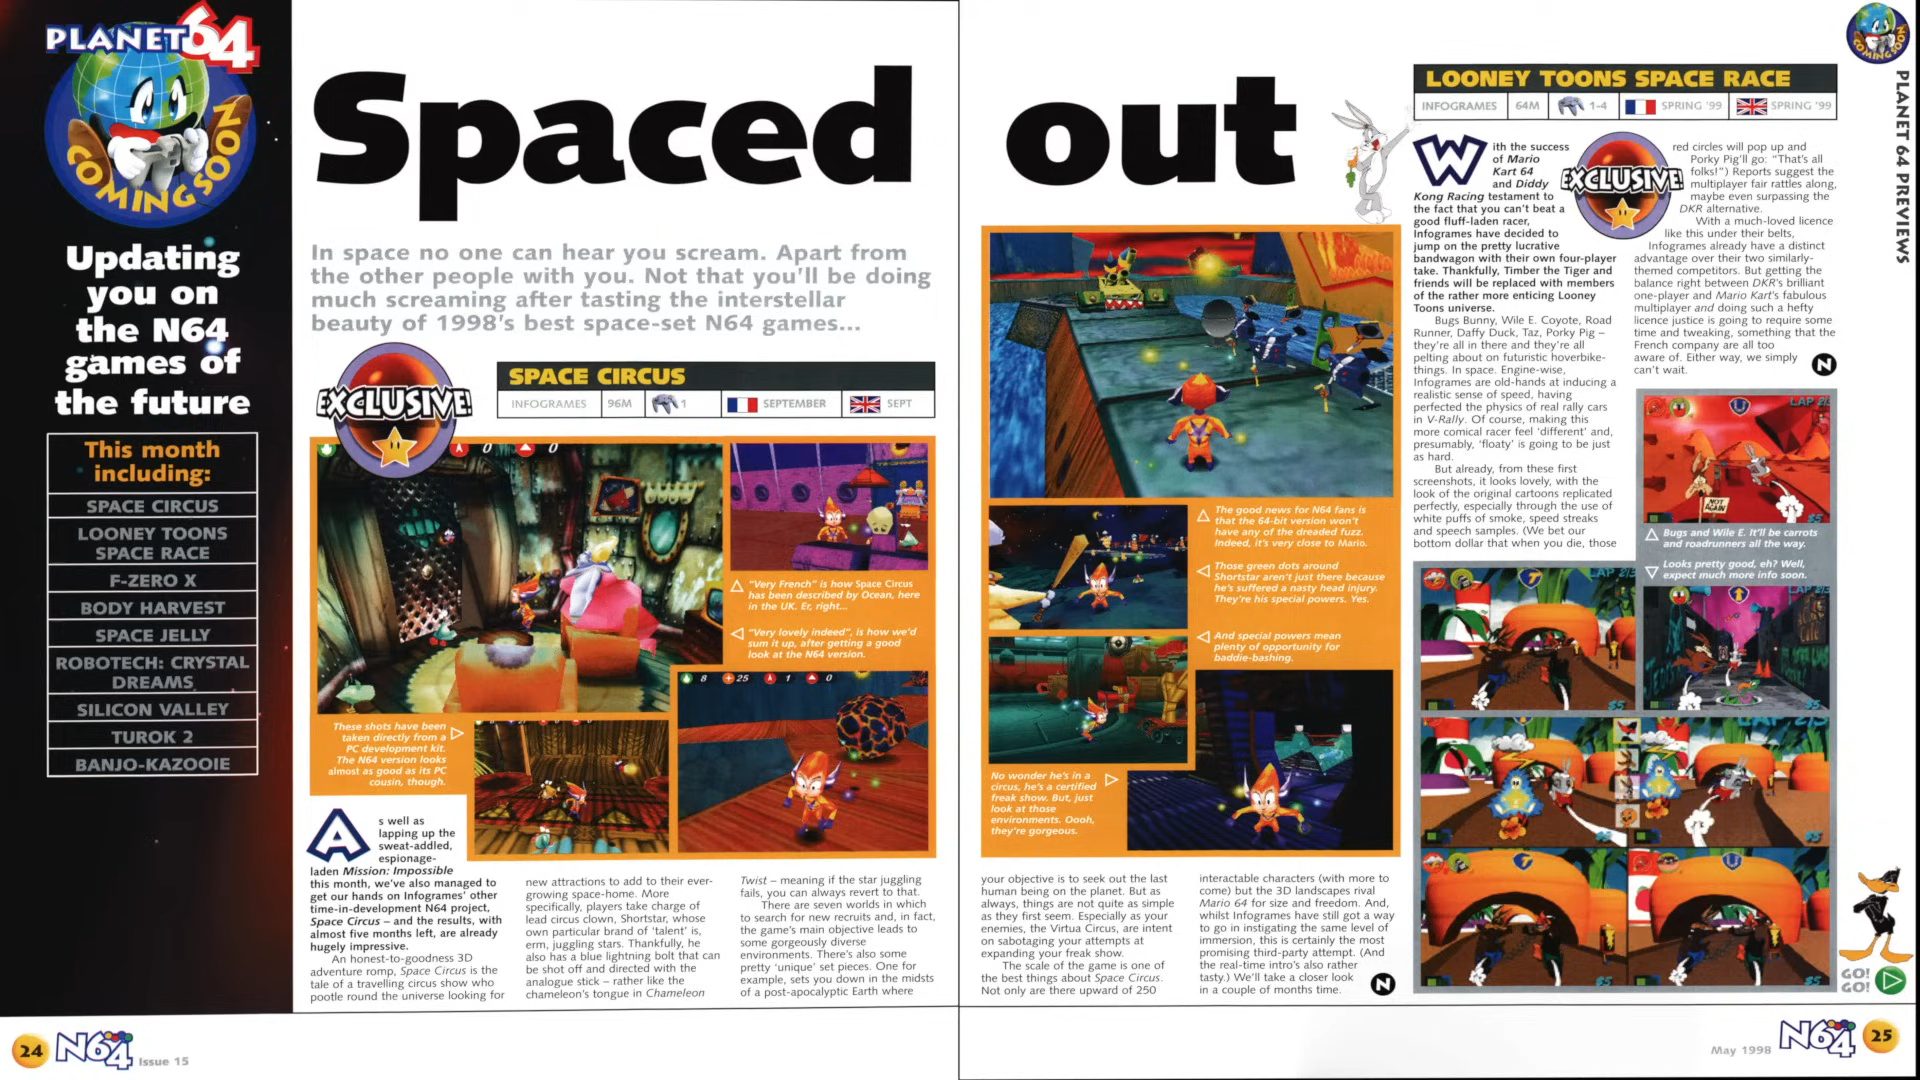 PLANET 64
COMING SOON
Updating
you on
the N64
games of
the future
This month
including:
SPACE CIRCUS
LOONEY TOONS
SPACE RACE
F-ZERO X
BODY HARVEST
SPACE JELLY
ROBOTECH: CRYSTAL
DREAMS
SILICON VALLEY
TUROK 2
BANJO-KAZOOIE
Spaced out
In space no one can hear you scream. Apart from
the other people with you. Not that you'll be doing
much screaming after tasting the interstellar
beauty of 1998's best space-set N64 games...
EXCLUSIVE!
SPACE CIRCUS
INFOGRAMES 96M 1 SEPTEMBER SEPT
0 0
"Very French" is how Space Circus
has been described by Ocean, here
in the UK. Er, right...
"Very lovely indeed", is how we'd
sum it up, after getting a good
look at the N64 version.
8 25 1 0
These shots have been
taken directly from a
PC development kit.
The N64 version looks
almost as good as its PC
cousin, though.
As well as
lapping up the
sweat-addled,
espionage-
laden Mission: Impossible
this month, we've also managed to
get our hands on Infogrames' other
time-in-development N64 project,
Space Circus – and the results, with
almost five months left, are already
hugely impressive.
An honest-to-goodness 3D
adventure romp, Space Circus is the
tale of a travelling circus show who
pootle round the universe looking for
new attractions to add to their ever-
growing space-home. More
specifically, players take charge of
lead circus clown, Shortstar, whose
own particular brand of 'talent' is,
erm, juggling stars. Thankfully, he
also has a blue lightning bolt that can
be shot off and directed with the
analogue stick – rather like the
chameleon's tongue in Chameleon
Twist – meaning if the star juggling
fails, you can always revert to that.
There are seven worlds in which
to search for new recruits and, in fact,
the game's main objective leads to
some gorgeously diverse
environments. There's also some
pretty 'unique' set pieces. One for
example, sets you down in the midsts
of a post-apocalyptic Earth where
24 N64 Issue 15
The good news for N64 fans is
that the 64-bit version won't
have any of the dreaded fuzz.
Indeed, it's very close to Mario.
Those green dots around
Shortstar aren't just there because
he's suffered a nasty head injury.
They're his special powers. Yes.
And special powers mean
plenty of opportunity for
baddie-bashing.
No wonder he's in a
circus, he's a certified
freak show. But, just
look at those
environments. Oooh,
they're gorgeous.
your objective is to seek out the last
human being on the planet. But as
always, things are not quite as simple
as they first seem. Especially as your
enemies, the Virtua Circus, are intent
on sabotaging your attempts at
expanding your freak show.
The scale of the game is one of
the best things about Space Circus.
Not only are there upward of 250
interactable characters (with more to
come) but the 3D landscapes rival
Mario 64 for size and freedom. And,
whilst Infogrames have still got a way
to go in instigating the same level of
immersion, this is certainly the most
promising third-party attempt. (And
the real-time intro's also rather
tasty.) We'll take a closer look
in a couple of months time. N
LOONEY TOONS SPACE RACE
INFOGRAMES 64M 1-4 SPRING '99 SPRING '99
EXCLUSIVE!
With the success
of Mario
Kart 64
and Diddy
Kong Racing testament to
the fact that you can't beat a
good fluff-laden racer,
Infogrames have decided to
jump on the pretty lucrative
bandwagon with their own four-player
take. Thankfully, Timber the Tiger and
friends will be replaced with members
of the rather more enticing Looney
Toons universe.
Bugs Bunny, Wile E. Coyote, Road
Runner, Daffy Duck, Taz, Porky Pig –
they're all in there and they're all
pelting about on futuristic hoverbike-
things. In space. Engine-wise,
Infogrames are old-hands at inducing a
realistic sense of speed, having
perfected the physics of real rally cars
in V-Rally. Of course, making this
more comical racer feel 'different' and,
presumably, 'floaty' is going to be just
as hard.
But already, from these first
screenshots, it looks lovely, with the
look of the original cartoons replicated
perfectly, especially through the use of
white puffs of smoke, speed streaks
and speech samples. (We bet our
bottom dollar that when you die, those
red circles will pop up and
Porky Pig'll go: "That's all
folks!") Reports suggest the
multiplayer fair rattles along,
maybe even surpassing the
DKR alternative.
With a much-loved licence
like this under their belts,
Infogrames already have a distinct
advantage over their two similarly-
themed competitors. But getting the
balance right between DKR's brilliant
one-player and Mario Kart's fabulous
multiplayer and doing such a hefty
licence justice is going to require some
time and tweaking, something that the
French company are all too
aware of. Either way, we simply
can't wait. N
LAP 2/3
NOT
AGAIN
$5
Bugs and Wile E. It'll be carrots
and roadrunners all the way.
Looks pretty good, eh? Well,
expect much more info soon.
LAP 2/3
$5
LAP 2/3
$5
LAP 2/3
$5
$5
$5
$5
COMING SOON
PLANET 64 PREVIEWS
GO!
GO!
May 1998 N64 25